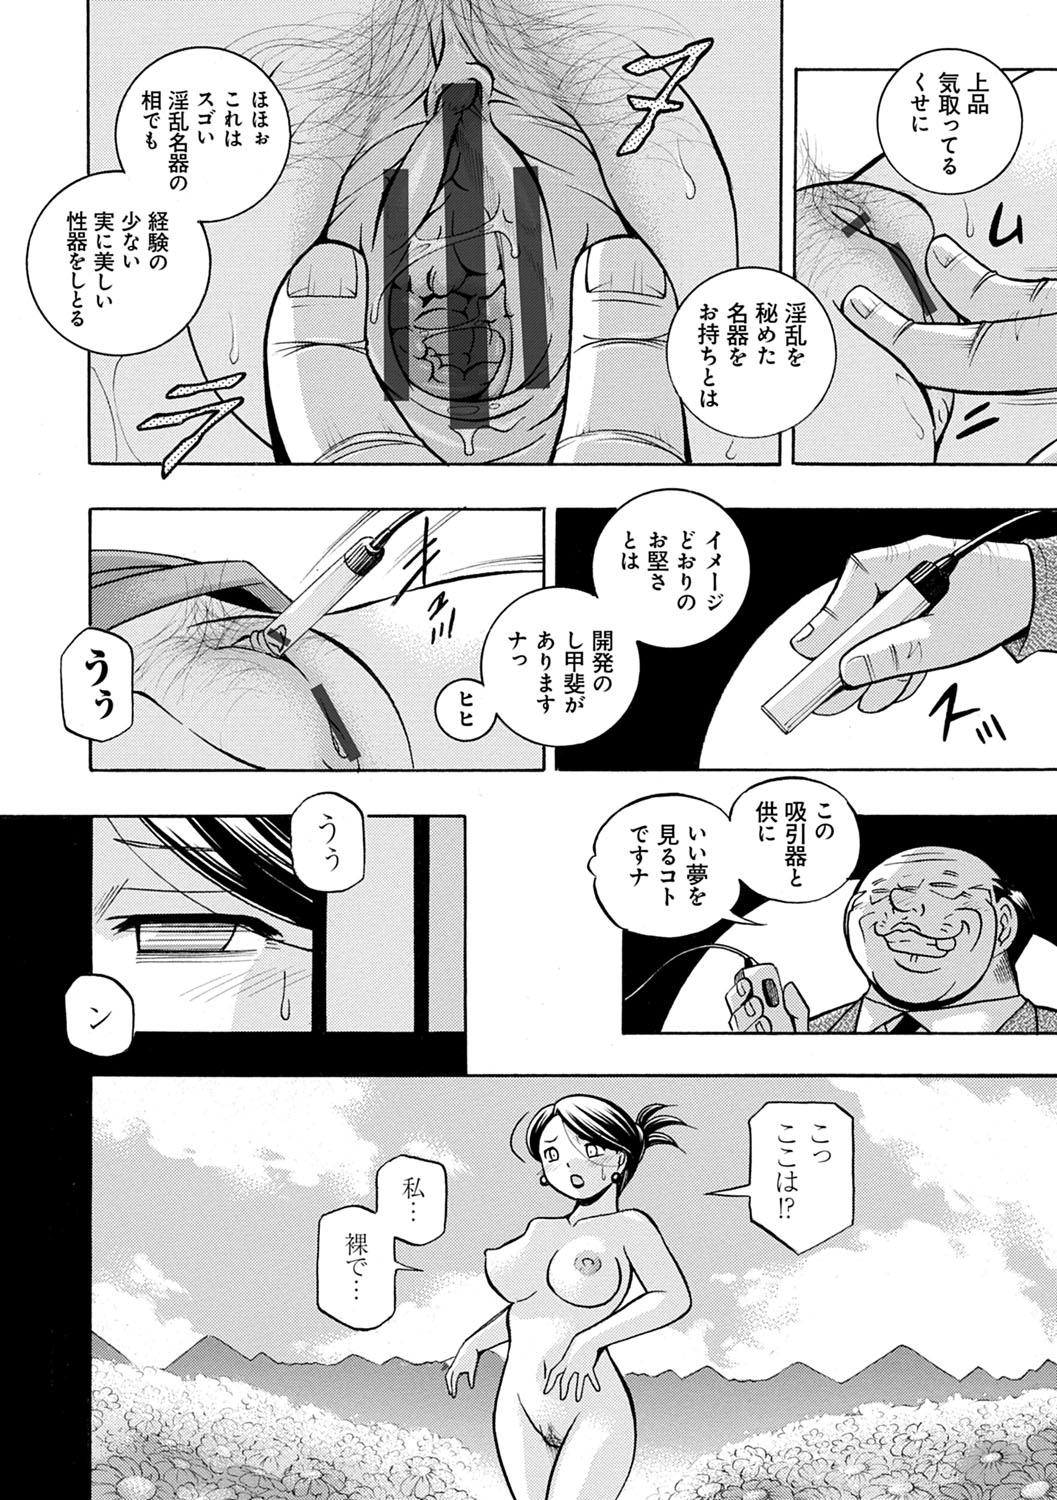 上品
気取ってる
くせに
ム
淫乱を
秘めた
名器を
お持ちとは
ヌ
ラ
ほほぉ
これは
スゴい
淫乱名器の
相でも
経験の
少ない
実に美しい
性器をしとる
イメージ
どおりの
お堅さ
とは
開発の
し甲斐が
あります
ナっ
ヒヒ
ズッ
うぅ
この
吸引器と
供に
いい夢を
見るコト
ですナ
うぅ
ン
こっ
ここは!?
私…
裸で…